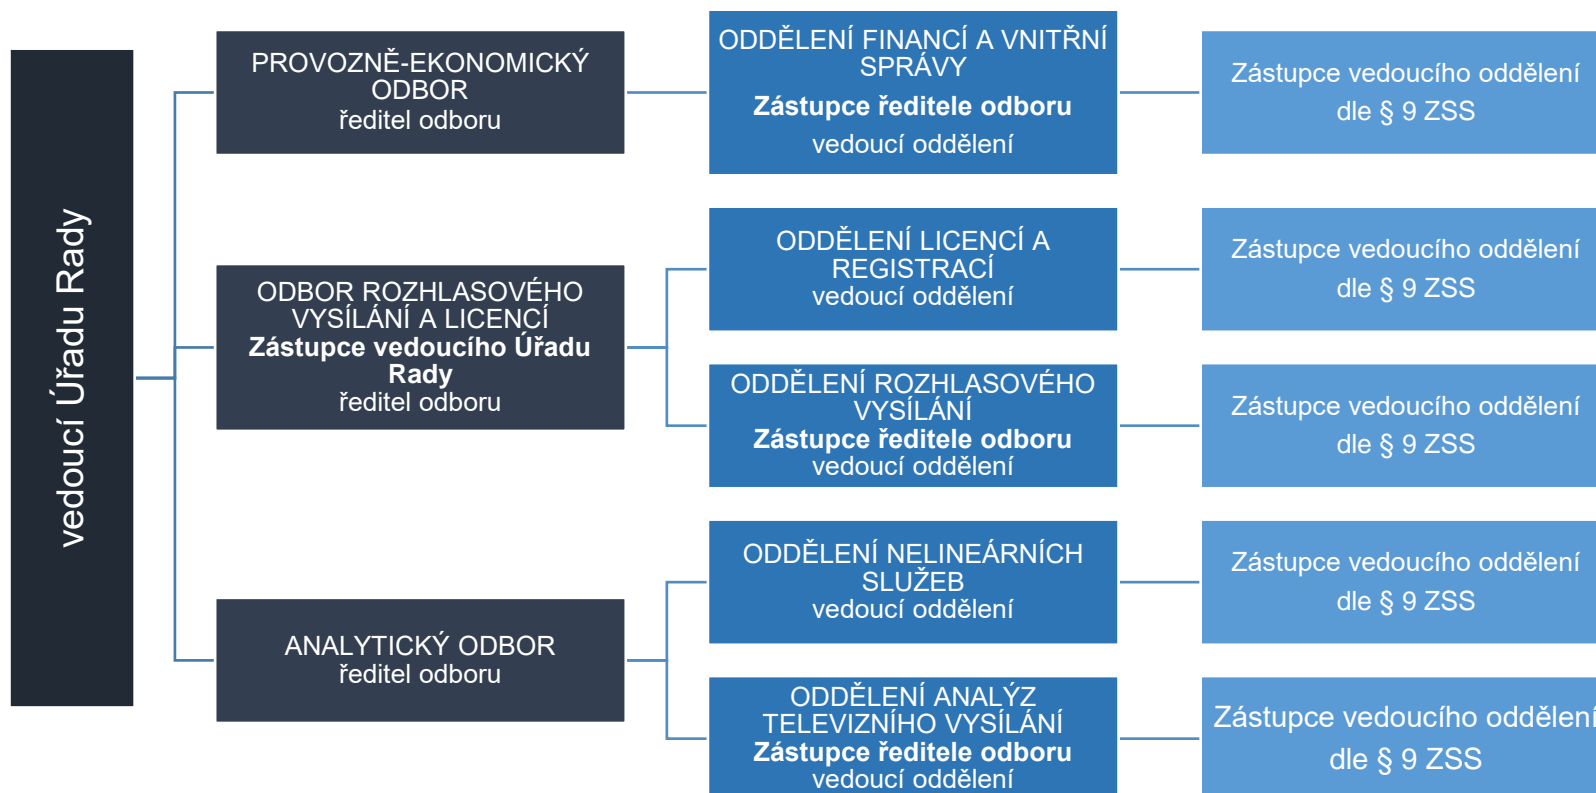 vedoucí Úřadu Rady
PROVOZNĚ-EKONOMICKÝ
ODBOR
ředitel odboru
ODDĚLENÍ FINANCÍ A VNITŘNÍ
SPRÁVY
Zástupce ředitele odboru
vedoucí oddělení
Zástupce vedoucího oddělení
dle § 9 ZSS
ODBOR ROZHLASOVÉHO
VYSÍLÁNÍ A LICENCÍ
Zástupce vedoucího Úřadu
Rady
ředitel odboru
ODDĚLENÍ LICENCÍ A
REGISTRACÍ
vedoucí oddělení
Zástupce vedoucího oddělení
dle § 9 ZSS
ODDĚLENÍ ROZHLASOVÉHO
VYSÍLÁNÍ
Zástupce ředitele odboru
vedoucí oddělení
Zástupce vedoucího oddělení
dle § 9 ZSS
ANALYTICKÝ ODBOR
ředitel odboru
ODDĚLENÍ NELINEÁRNÍCH
SLUŽEB
vedoucí oddělení
Zástupce vedoucího oddělení
dle § 9 ZSS
ODDĚLENÍ ANALÝZ
TELEVIZNÍHO VYSÍLÁNÍ
Zástupce ředitele odboru
vedoucí oddělení
Zástupce vedoucího oddělení
dle § 9 ZSS